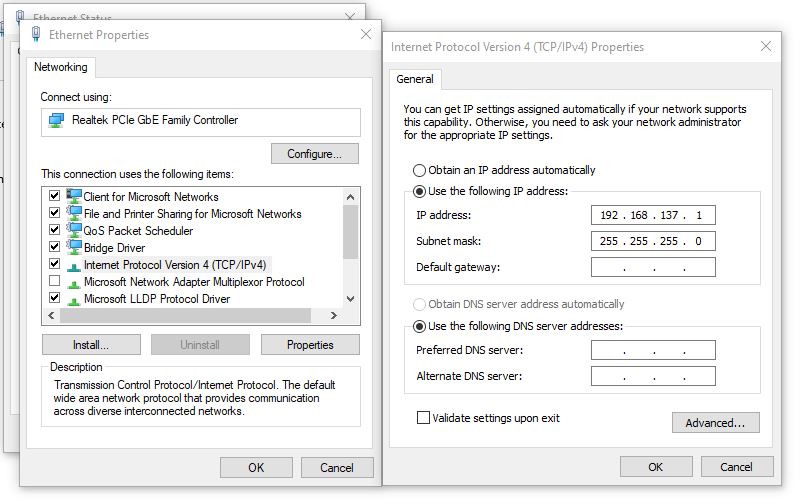 Ethernet Status
Ethernet Properties
Networking
Connect using:
Realtek PCIe GbE Family Controller
Configure...
This connection uses the following items:
Client for Microsoft Networks
File and Printer Sharing for Microsoft Networks
QoS Packet Scheduler
Bridge Driver
Internet Protocol Version 4 (TCP/IPv4)
Microsoft Network Adapter Multiplexor Protocol
Microsoft LLDP Protocol Driver
Install...
Uninstall
Properties
Description
Transmission Control Protocol/Internet Protocol. The default
wide area network protocol that provides communication
across diverse interconnected networks.
OK
Cancel
Internet Protocol Version 4 (TCP/IPv4) Properties
General
You can get IP settings assigned automatically if your network supports
this capability. Otherwise, you need to ask your network administrator
for the appropriate IP settings.
Obtain an IP address automatically
Use the following IP address:
IP address: 192 . 168 . 137 . 1
Subnet mask: 255 . 255 . 255 . 0
Default gateway: . . .
Obtain DNS server address automatically
Use the following DNS server addresses:
Preferred DNS server: . . .
Alternate DNS server: . . .
Validate settings upon exit
Advanced...
OK
Cancel